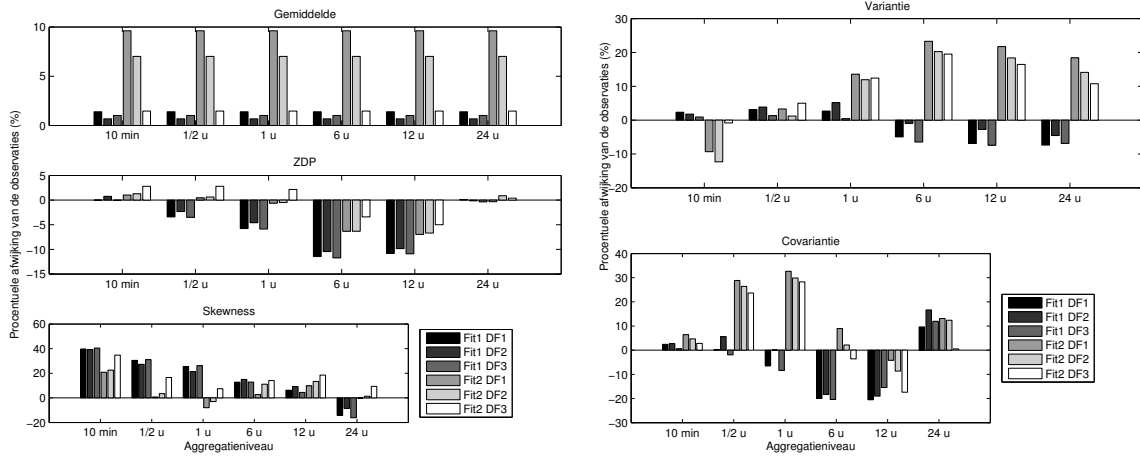 Gemiddelde
10
5
0
10 min
1/2 u
1 u
6 u
12 u
24 u
Procentuele afwijking van de observaties (%)
ZDP
5
0
−5
−10
−15
10 min
1/2 u
1 u
6 u
12 u
24 u
Skewness
60
40
20
0
−20
10 min
1/2 u
1 u
6 u
12 u
24 u
Aggregatieniveau
Fit1 DF1
Fit1 DF2
Fit1 DF3
Fit2 DF1
Fit2 DF2
Fit2 DF3
Variantie
30
20
10
0
−10
−20
10 min
1/2 u
1 u
6 u
12 u
24 u
Procentuele afwijking van de observaties (%)
Covariantie
40
30
20
10
0
−10
−20
−30
10 min
1/2 u
1 u
6 u
12 u
24 u
Aggregatieniveau
Fit1 DF1
Fit1 DF2
Fit1 DF3
Fit2 DF1
Fit2 DF2
Fit2 DF3